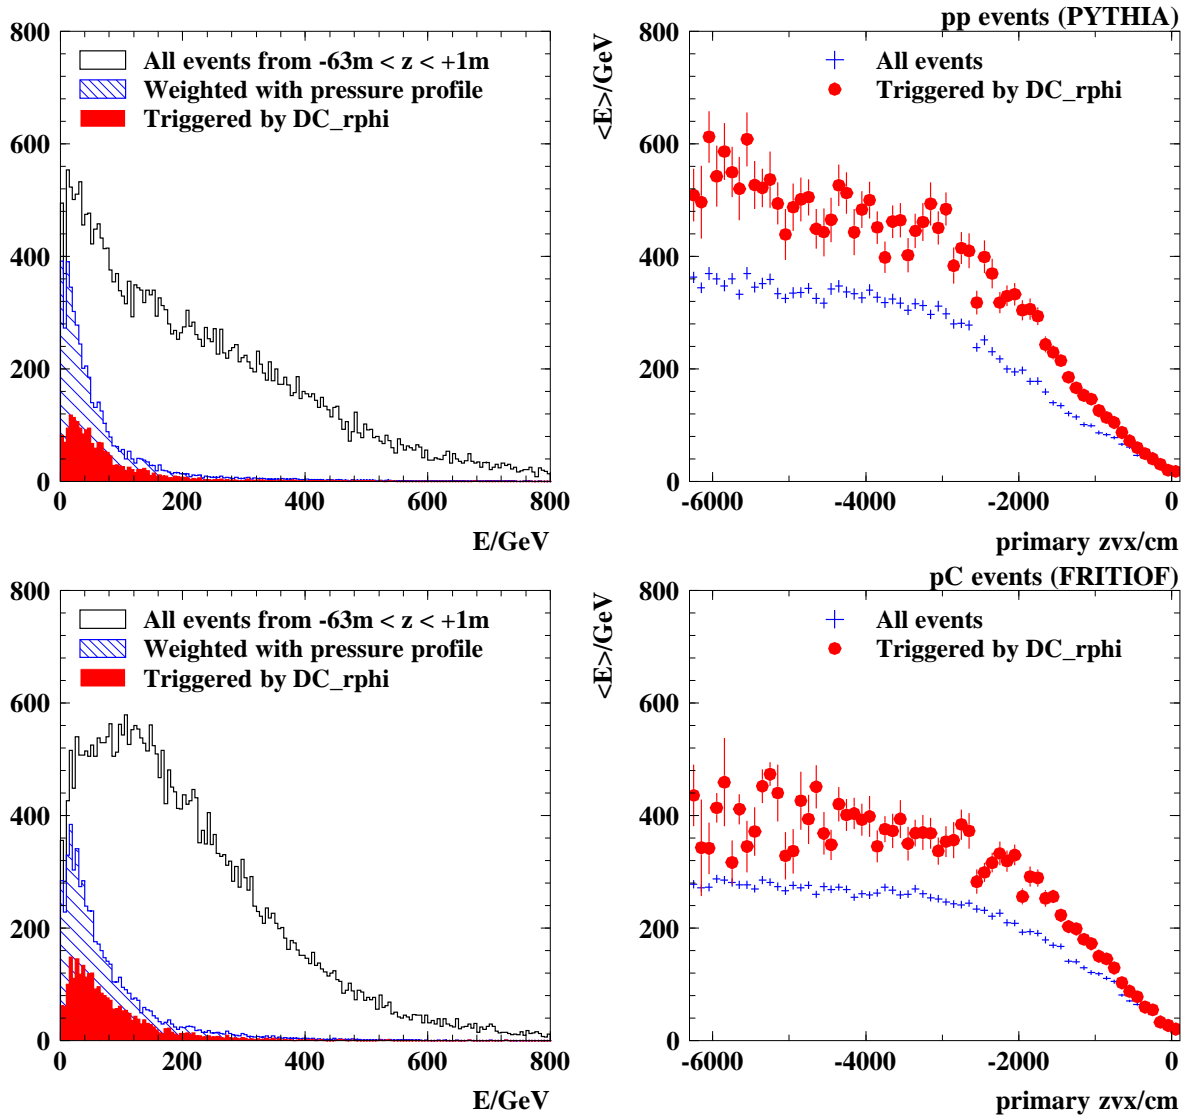 pp events (PYTHIA)
800
600
400
200
0
All events from -63m < z < +1m
Weighted with pressure profile
Triggered by DC_rphi
0 200 400 600 800
E/GeV
<E>/GeV
800
600
400
200
0
All events
Triggered by DC_rphi
-6000 -4000 -2000 0
primary zvx/cm
pC events (FRITIOF)
800
600
400
200
0
All events from -63m < z < +1m
Weighted with pressure profile
Triggered by DC_rphi
0 200 400 600 800
E/GeV
<E>/GeV
800
600
400
200
0
All events
Triggered by DC_rphi
-6000 -4000 -2000 0
primary zvx/cm